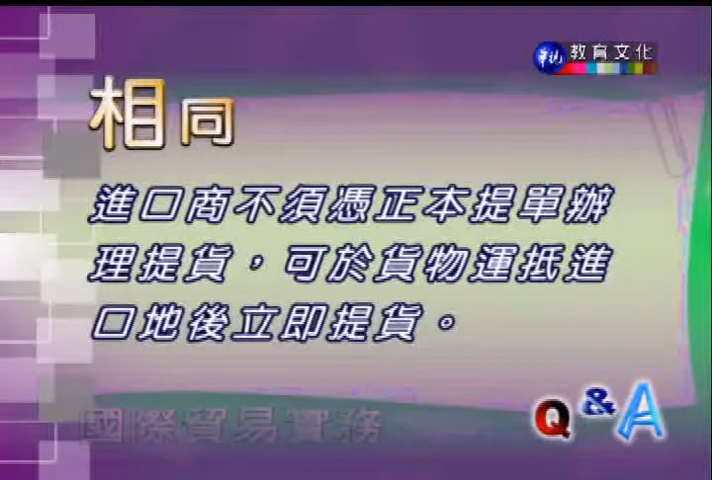 華視 教育文化
相同
進口商不須憑正本提單辦
理提貨，可於貨物運抵進
口地後立即提貨。
國際貿易實務
Q&A